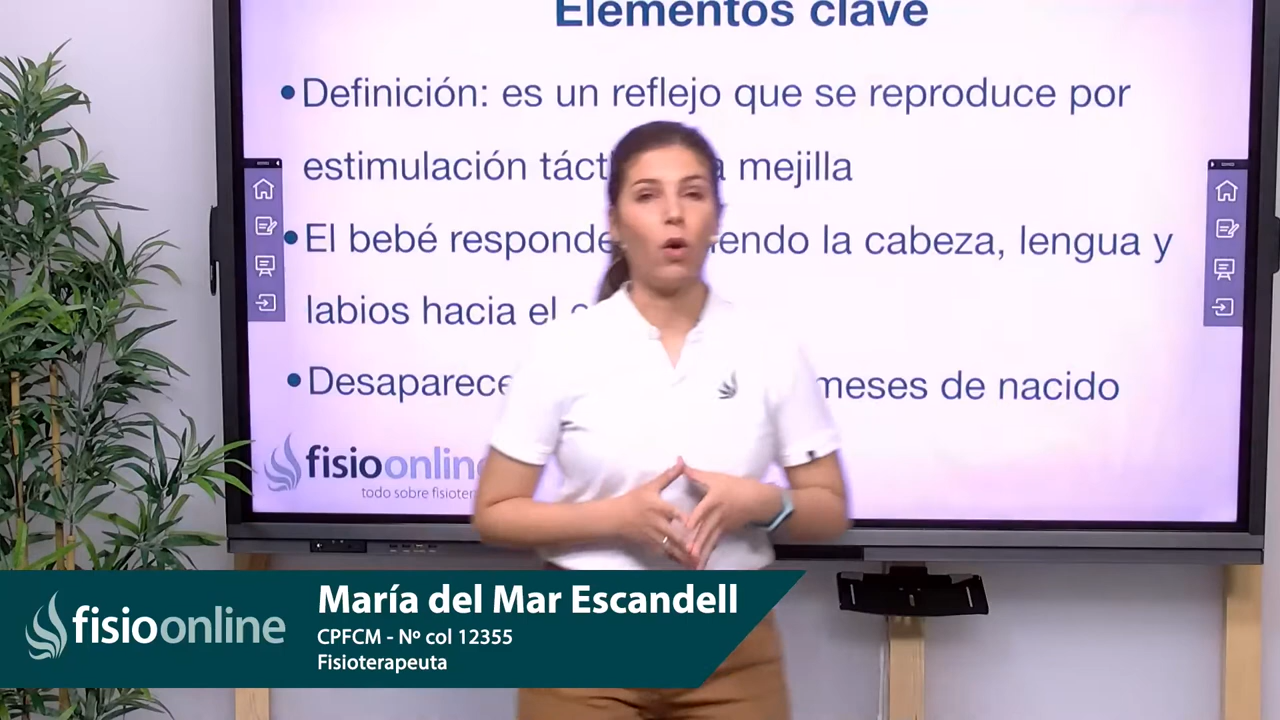 Elementos clave
•Definición: es un reflejo que se reproduce por
estimulación táct mejilla
•El bebé responde la cabeza, lengua y
labios hacia el
•Desaparece meses de nacido
fisioonline
todo sobre fisioter
fisioonline
María del Mar Escandell
CPFCM - Nº col 12355
Fisioterapeuta